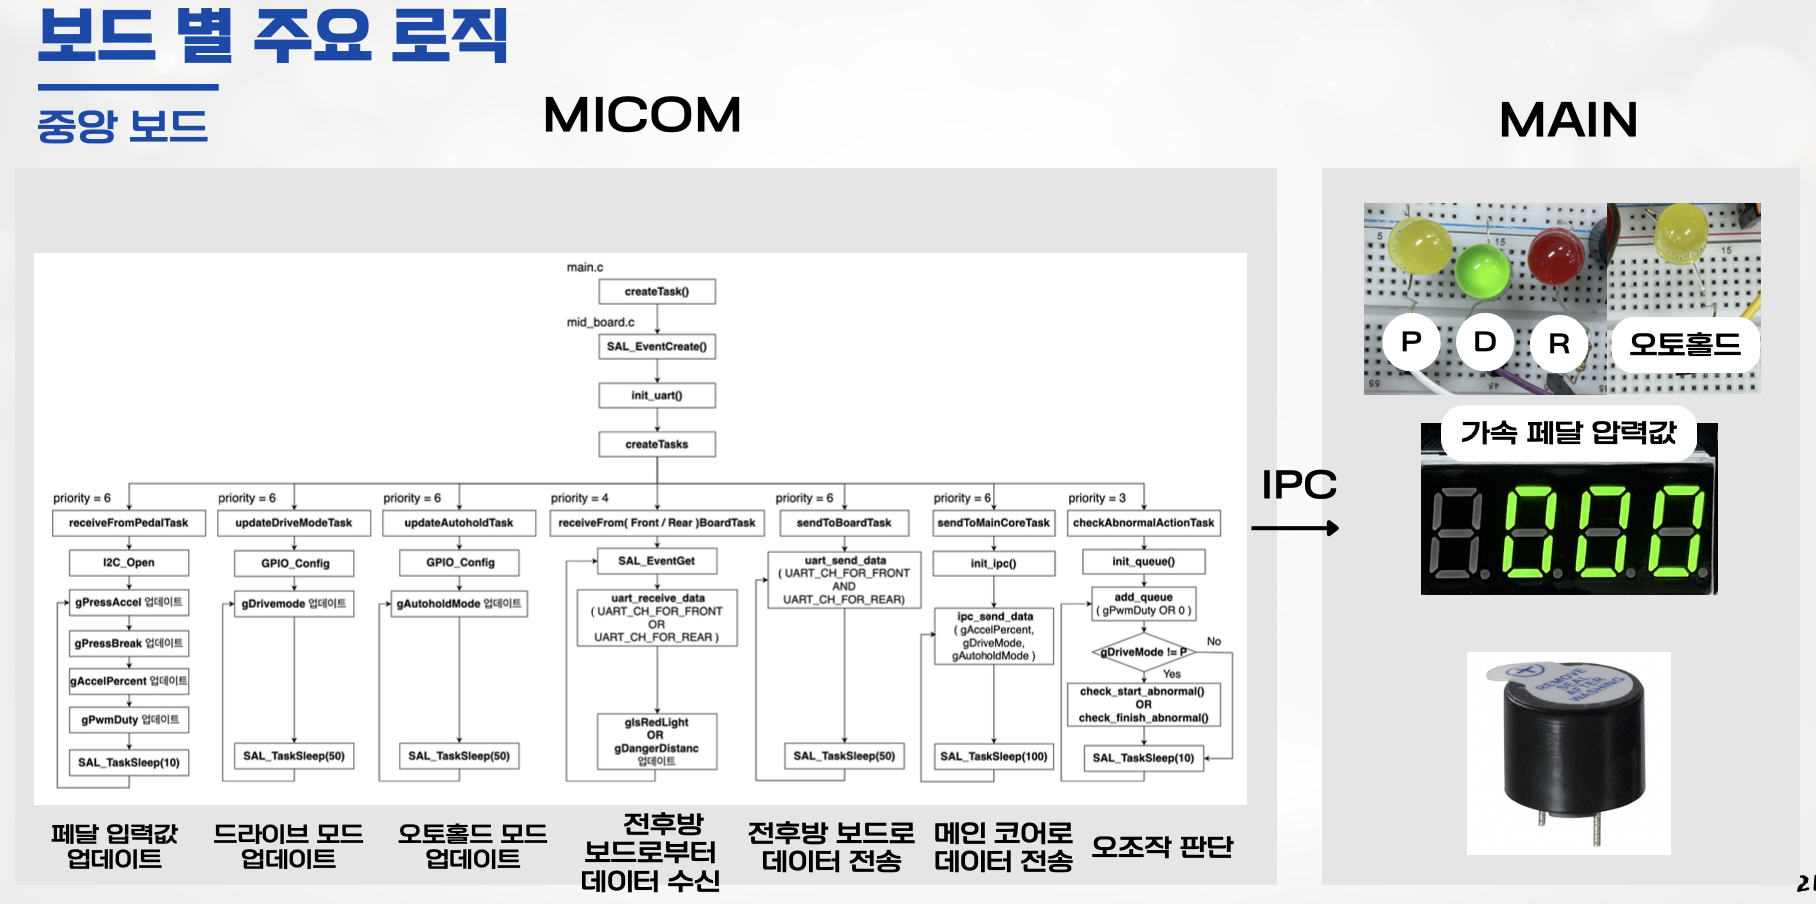 보드 별 주요 로직
중앙 보드
MICOM
MAIN
main.c
createTask()
mid_board.c
SAL_EventCreate()
init_uart()
createTasks
priority = 6
receiveFromPedalTask
I2C_Open
gPressAccel 업데이트
gPressBreak 업데이트
gAccelPercent 업데이트
gPwmDuty 업데이트
SAL_TaskSleep(10)
priority = 6
updateDriveModeTask
GPIO_Config
gDrivemode 업데이트
SAL_TaskSleep(50)
priority = 6
updateAutoholdTask
GPIO_Config
gAutoholdMode 업데이트
SAL_TaskSleep(50)
priority = 4
receiveFrom( Front / Rear )BoardTask
SAL_EventGet
uart_receive_data
( UART_CH_FOR_FRONT
OR
UART_CH_FOR_REAR )
gIsRedLight
OR
gDangerDistanc
업데이트
priority = 6
sendToBoardTask
uart_send_data
( UART_CH_FOR_FRONT
AND
UART_CH_FOR_REAR)
SAL_TaskSleep(50)
priority = 6
sendToMainCoreTask
init_ipc()
ipc_send_data
( gAccelPercent,
gDriveMode,
gAutoholdMode )
SAL_TaskSleep(100)
priority = 3
checkAbnormalActionTask
init_queue()
add_queue
( gPwmDuty OR 0 )
gDriveMode != P
No
Yes
check_start_abnormal()
OR
check_finish_abnormal()
SAL_TaskSleep(10)
페달 입력값
업데이트
드라이브 모드
업데이트
오토홀드 모드
업데이트
전후방
보드로부터
데이터 수신
전후방 보드로
데이터 전송
메인 코어로
데이터 전송
오조작 판단
IPC
5
15
15
P
D
R
오토홀드
55
45
가속 페달 압력값
000
REMOVE
SEAL
AFTER
WASHING